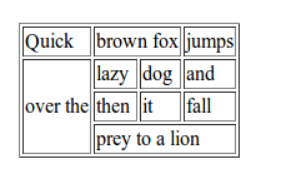 Quick brown fox jumps
lazy dog and
over the then it fall
prey to a lion